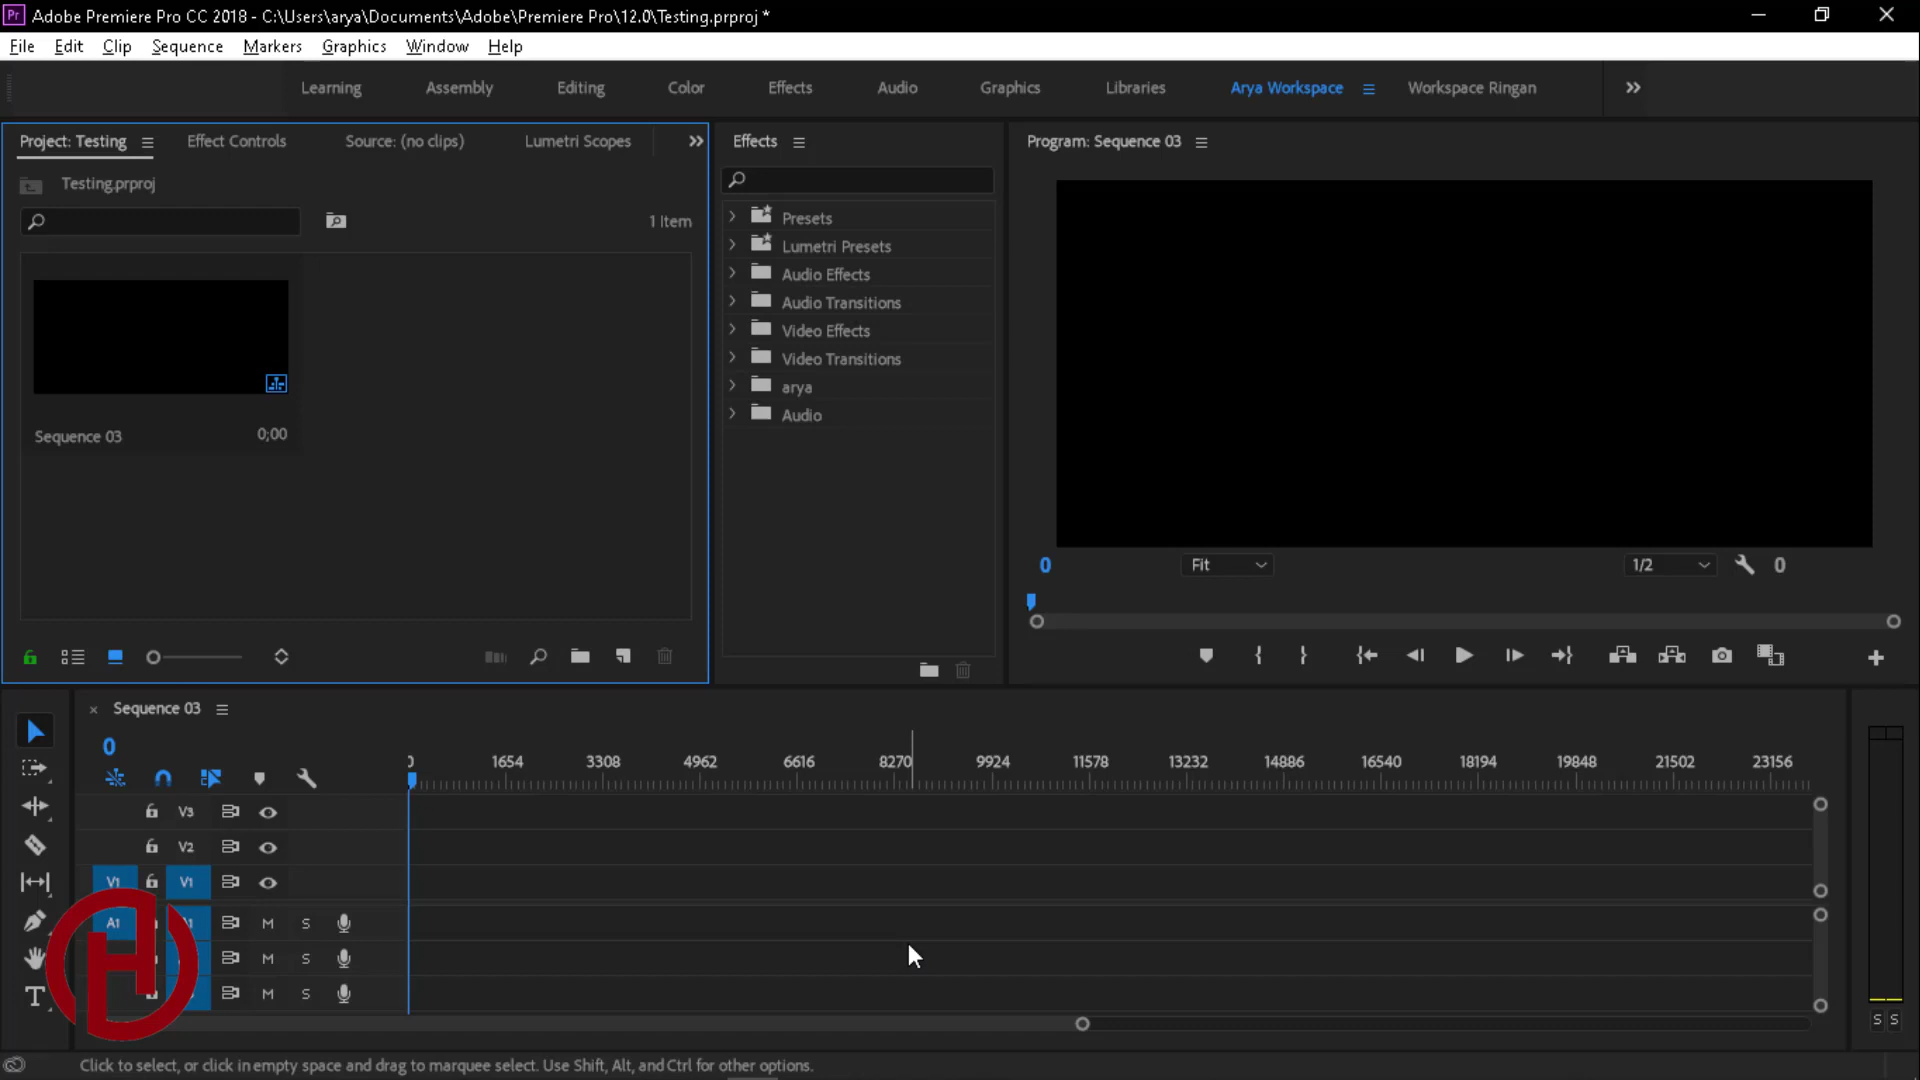 Pr Adobe Premiere Pro CC 2018 - C:\Users\arya\Documents\Adobe\Premiere Pro\12.0\Testing.prproj *
File Edit Clip Sequence Markers Graphics Window Help
Learning Assembly Editing Color Effects Audio Graphics Libraries Arya Workspace Workspace Ringan
Project: Testing Effect Controls Source: (no clips) Lumetri Scopes
Testing.prproj
1 Item
Sequence 03 0;00
Effects
Presets
Lumetri Presets
Audio Effects
Audio Transitions
Video Effects
Video Transitions
arya
Audio
Program: Sequence 03
0 Fit 1/2 0
Sequence 03
0
0 1654 3308 4962 6616 8270 9924 11578 13232 14886 16540 18194 19848 21502 23156
V3
V2
V1 V1
A1 M S
M S
M S
T
H
S S
Click to select, or click in empty space and drag to marquee select. Use Shift, Alt, and Ctrl for other options.